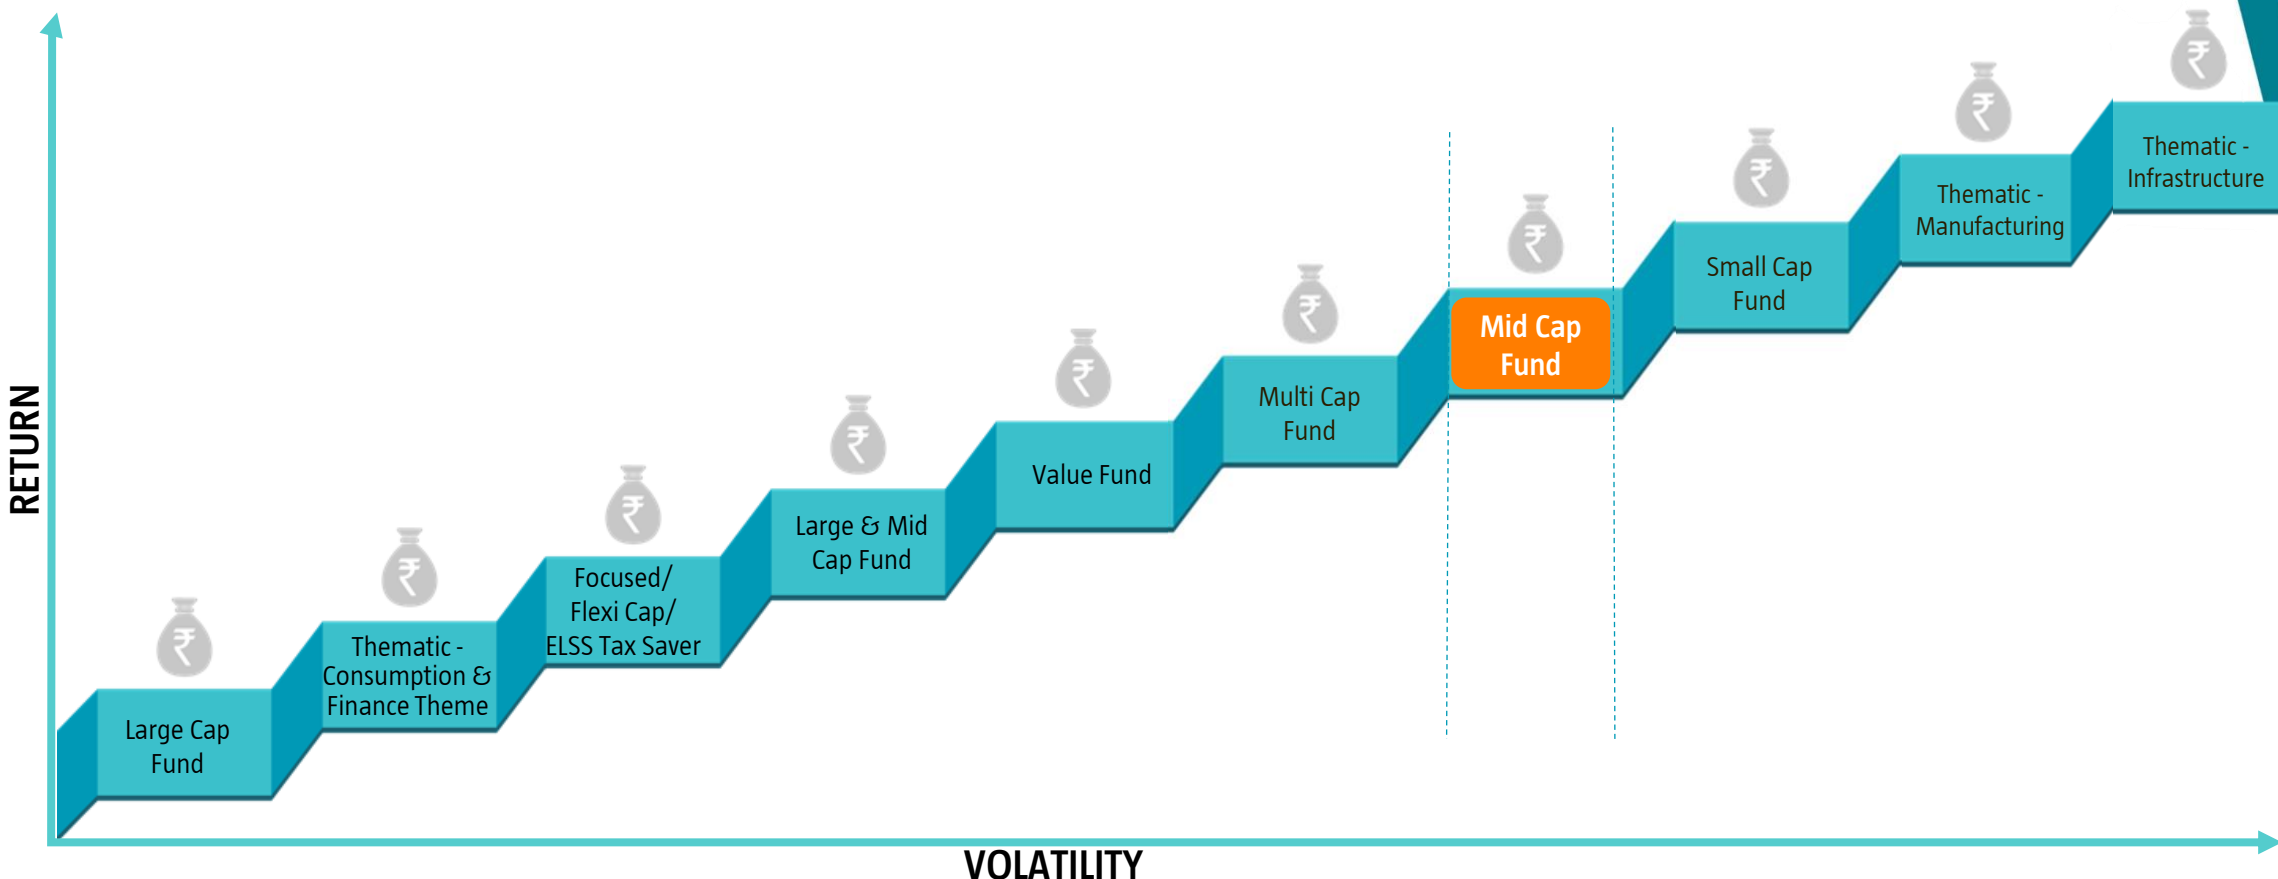 RETURN
Large Cap
Fund
Thematic -
Consumption &
Finance Theme
Focused/
Flexi Cap/
ELSS Tax Saver
Large & Mid
Cap Fund
Value Fund
Multi Cap
Fund
Mid Cap
Fund
Small Cap
Fund
Thematic -
Manufacturing
Thematic -
Infrastructure
₹
₹
₹
₹
₹
₹
₹
₹
₹
₹
VOLATILITY